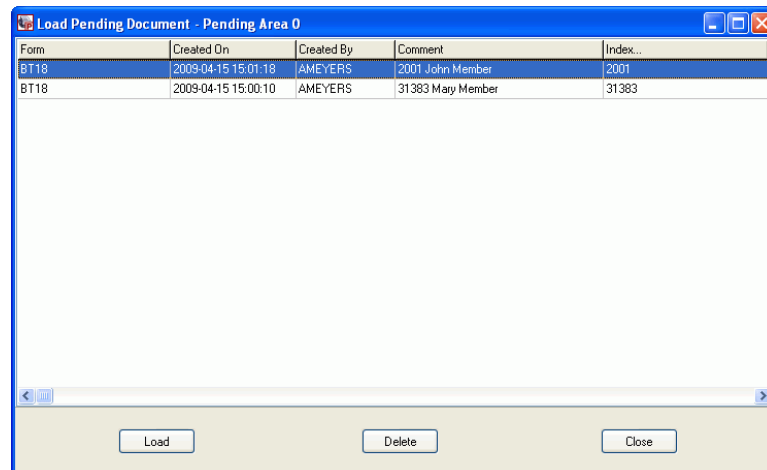 Load Pending Document - Pending Area 0
Form Created On Created By Comment Index...
BT18 2009-04-15 15:01:18 AMEYERS 2001 John Member 2001
BT18 2009-04-15 15:00:10 AMEYERS 31383 Mary Member 31383
Load Delete Close